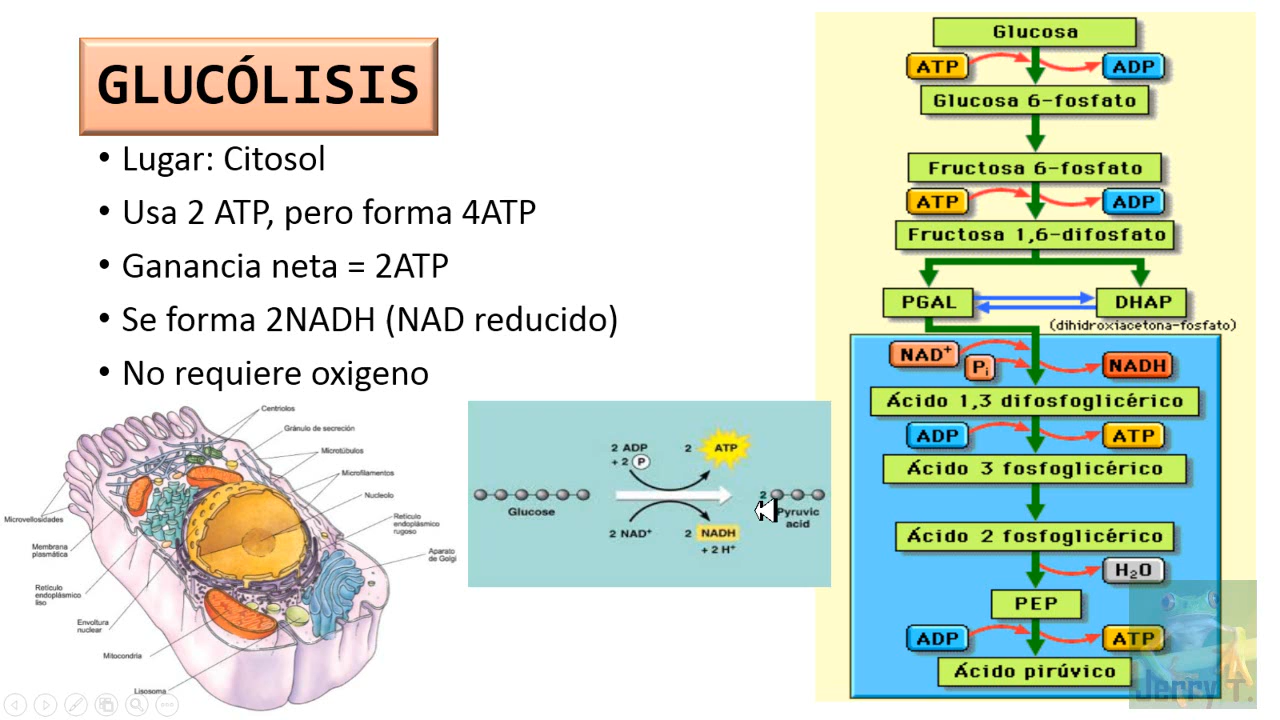 GLUCÓLISIS
• Lugar: Citosol
• Usa 2 ATP, pero forma 4ATP
• Ganancia neta = 2ATP
• Se forma 2NADH (NAD reducido)
• No requiere oxigeno
Centriolos
Gránulo de secreción
Microtúbulos
Microfilamentos
Nucleolo
Retículo
endoplásmico
rugoso
Aparato
de Golgi
Microvellosidades
Membrana
plasmática
Retículo
endoplásmico
liso
Envoltura
nuclear
Mitocondria
Lisosoma
2 ADP
+ 2 P
2 ATP
Glucose
2
Pyruvic
acid
2 NAD⁺
2 NADH
+ 2 H⁺
Glucosa
ATP ADP
Glucosa 6-fosfato
Fructosa 6-fosfato
ATP ADP
Fructosa 1,6-difosfato
PGAL DHAP
(dihidroxiacetona-fosfato)
NAD⁺ Pᵢ NADH
Ácido 1,3 difosfoglicérico
ADP ATP
Ácido 3 fosfoglicérico
Ácido 2 fosfoglicérico
H₂O
PEP
ADP ATP
Ácido pirúvico
Jerry T.